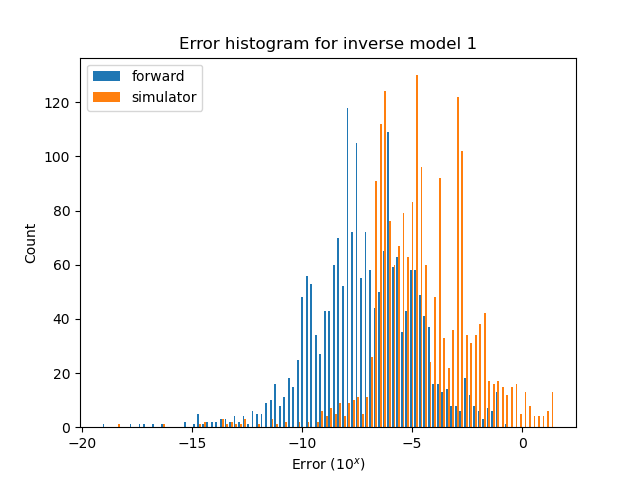 Error histogram for inverse model 1
forward
simulator
Count
120
100
80
60
40
20
0
−20 −15 −10 −5 0
Error (10^x)